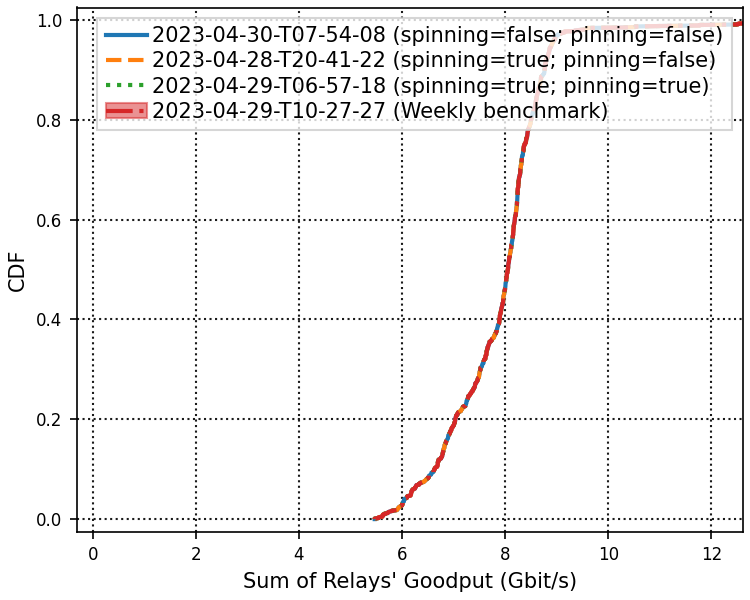 2023-04-30-T07-54-08 (spinning=false; pinning=false)
2023-04-28-T20-41-22 (spinning=true; pinning=false)
2023-04-29-T06-57-18 (spinning=true; pinning=true)
2023-04-29-T10-27-27 (Weekly benchmark)
1.0
0.8
0.6
0.4
0.2
0.0
CDF
0 2 4 6 8 10 12
Sum of Relays' Goodput (Gbit/s)